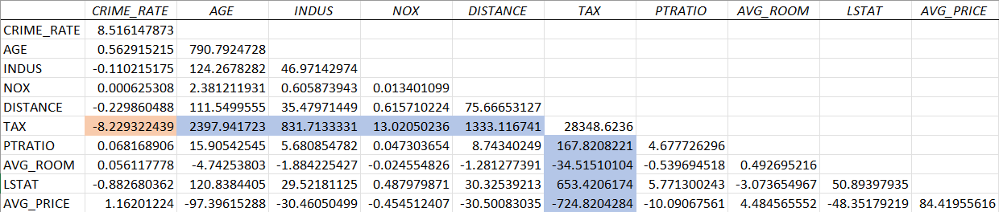 CRIME_RATE AGE INDUS NOX DISTANCE TAX PTRATIO AVG_ROOM LSTAT AVG_PRICE
CRIME_RATE 8.516147873
AGE 0.562915215 790.7924728
INDUS -0.110215175 124.2678282 46.97142974
NOX 0.000625308 2.381211931 0.605873943 0.013401099
DISTANCE -0.229860488 111.5499555 35.47971449 0.615710224 75.66653127
TAX -8.229322439 2397.941723 831.7133331 13.02050236 1333.116741 28348.6236
PTRATIO 0.068168906 15.90542545 5.680854782 0.047303654 8.74340249 167.8208221 4.677726296
AVG_ROOM 0.056117778 -4.74253803 -1.884225427 -0.024554826 -1.281277391 -34.51510104 -0.539694518 0.492695216
LSTAT -0.882680362 120.8384405 29.52181125 0.487979871 30.32539213 653.4206174 5.771300243 -3.073654967 50.89397935
AVG_PRICE 1.16201224 -97.39615288 -30.46050499 -0.454512407 -30.50083035 -724.8204284 -10.09067561 4.484565552 -48.35179219 84.41955616